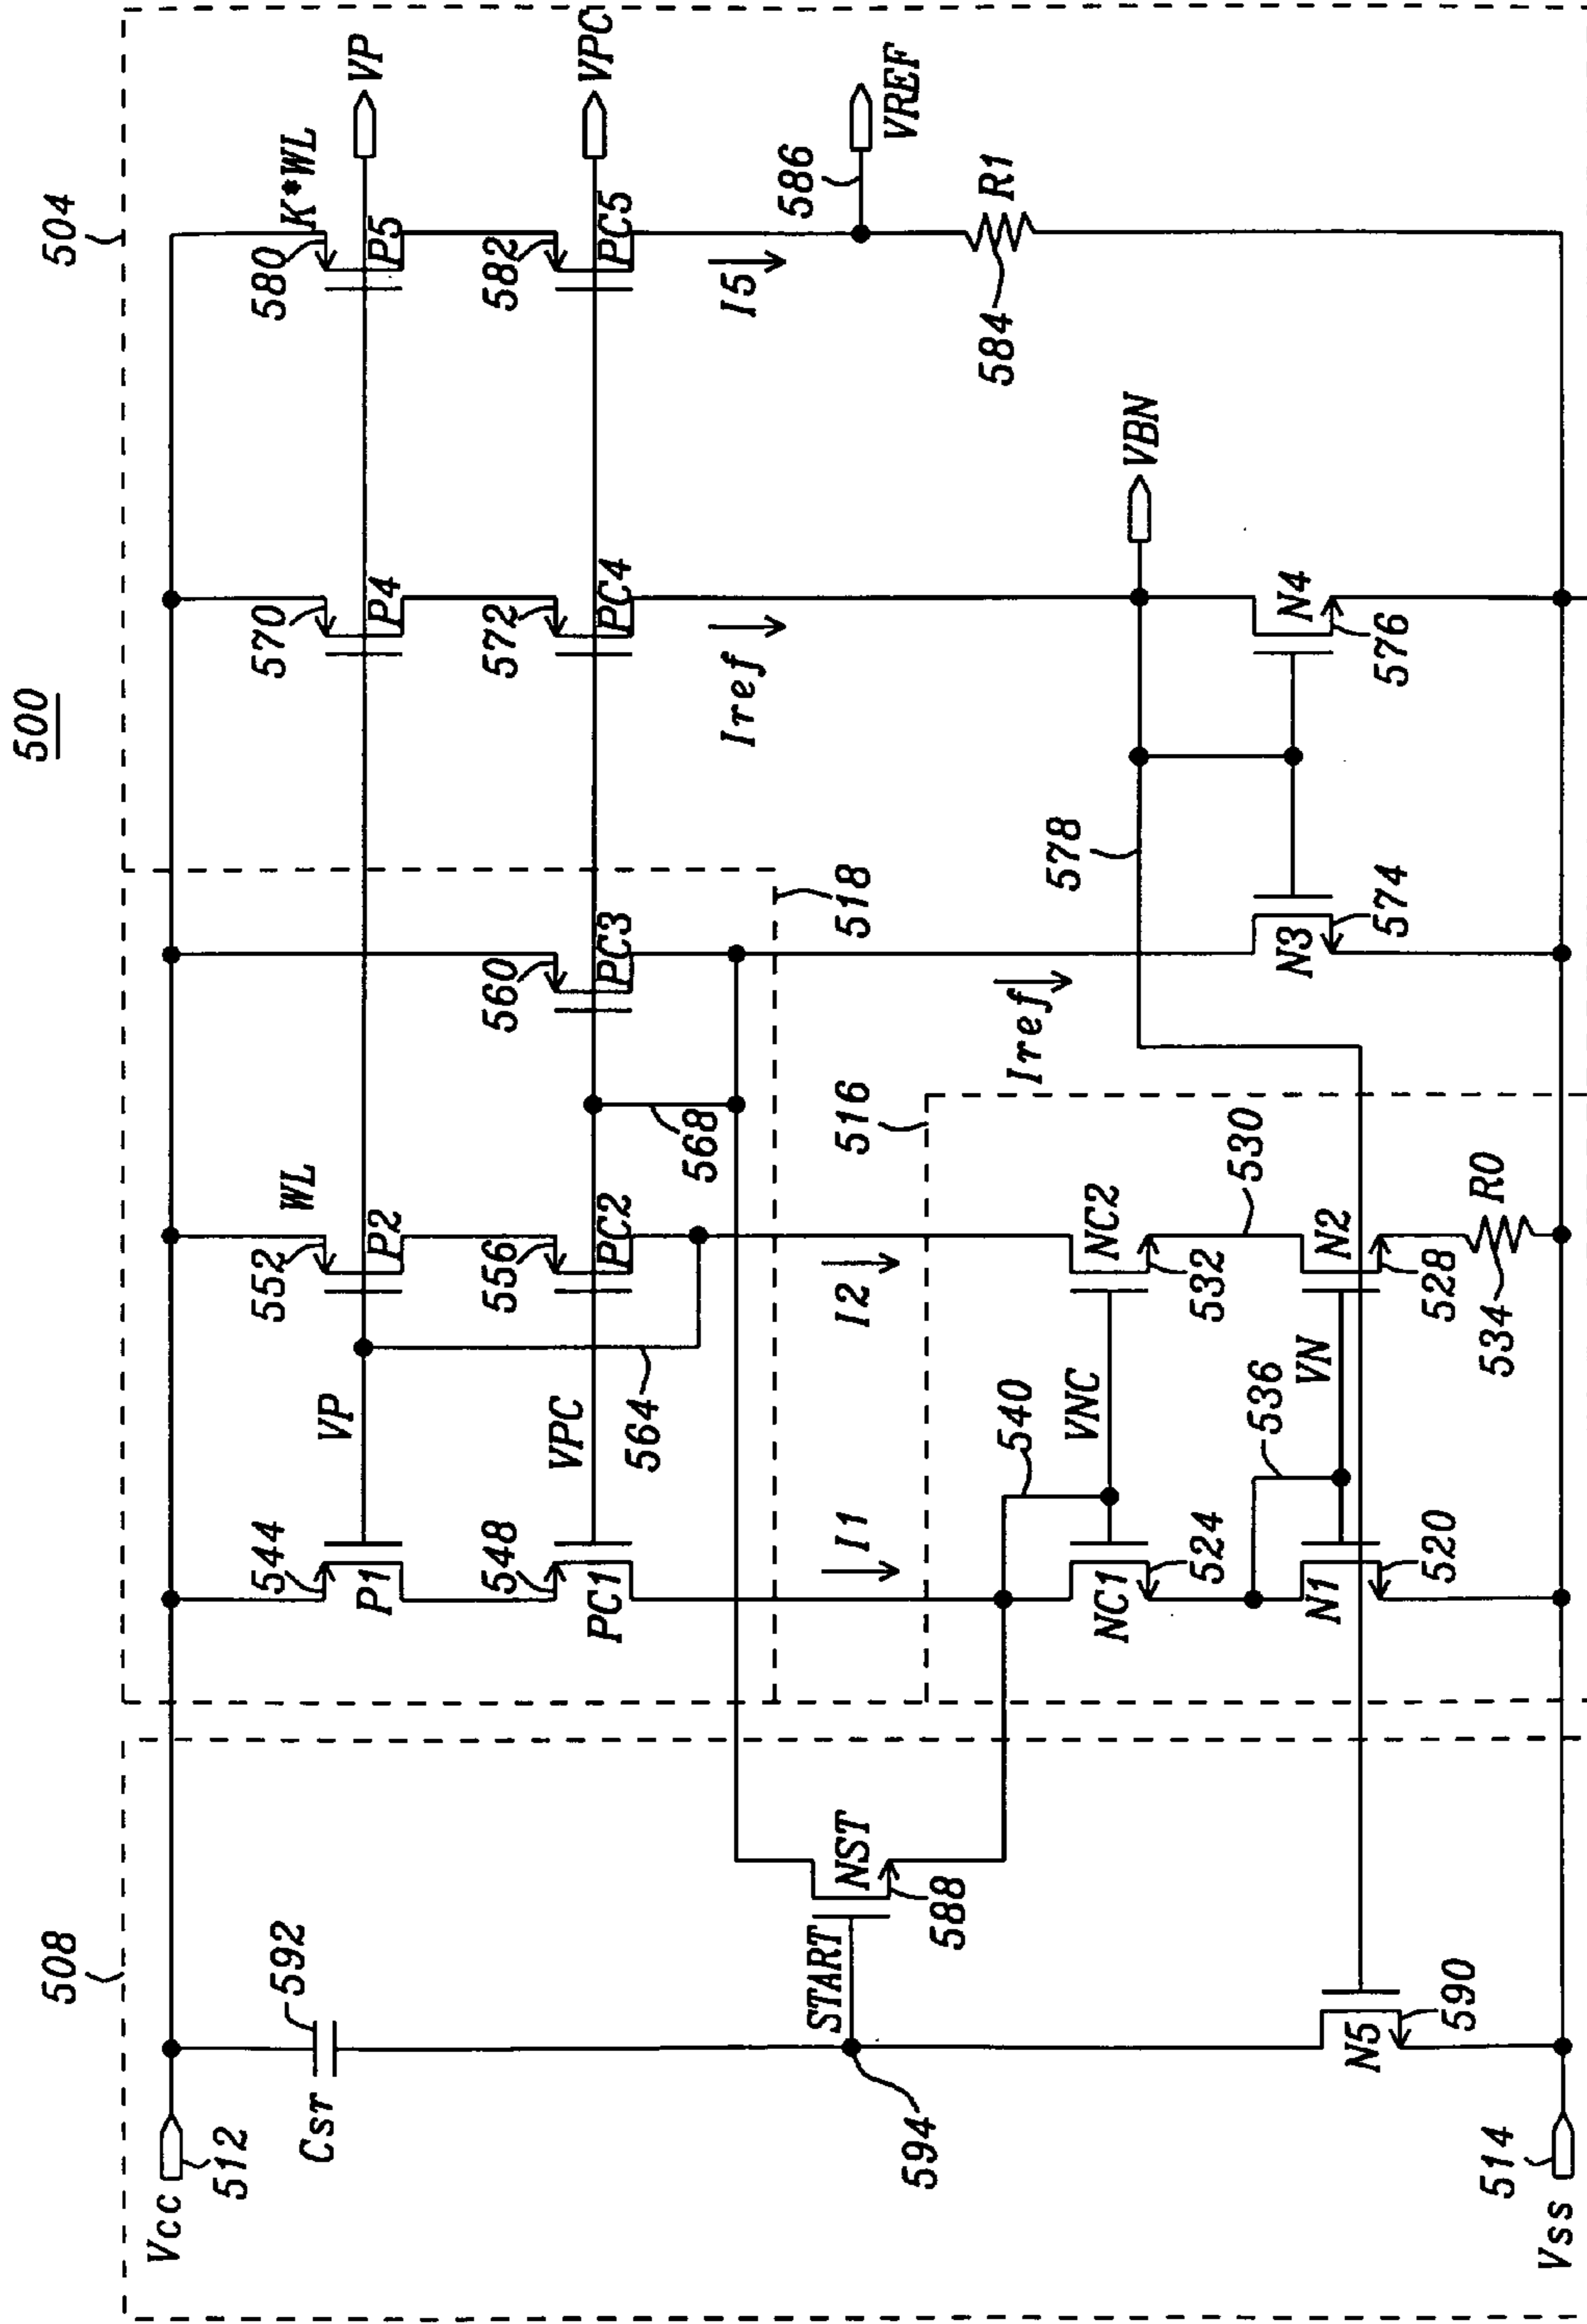 500
504
508
Vcc
512
Csr
592
544
P1
VP
552
WL
P2
570
P4
580
K*WL
P5
VP
548
PC1
VPC
556
PC2
560
PC3
572
PC4
582
PC5
VPC
564
568
518
Iref
I5
586
VREF
START
NST
588
594
I1
I2
516
Iref
584
R1
540
VNC
NC1
524
NC2
532
530
578
VBN
536
VN
N1
520
N2
528
534
R0
N3
574
N4
576
N5
590
Vss
514